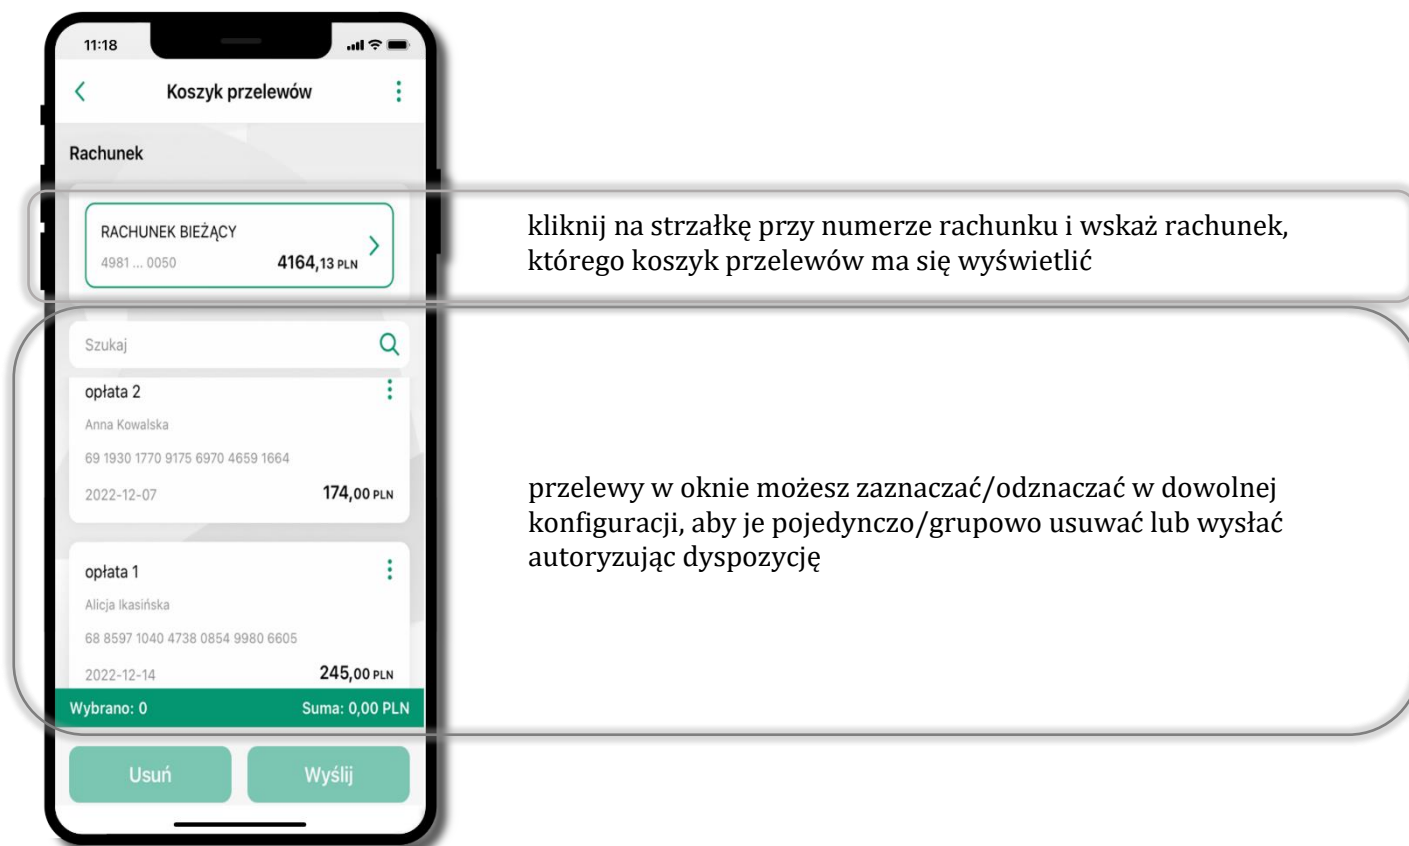 11:18
Koszyk przelewów
Rachunek
RACHUNEK BIEŻĄCY
4981 ... 0050
4164,13 PLN
kliknij na strzałkę przy numerze rachunku i wskaż rachunek,
którego koszyk przelewów ma się wyświetlić
Szukaj
opłata 2
Anna Kowalska
69 1930 1770 9175 6970 4659 1664
2022-12-07
174,00 PLN
przelewy w oknie możesz zaznaczać/odznaczać w dowolnej
konfiguracji, aby je pojedynczo/grupowo usuwać lub wysłać
autoryzując dyspozycję
opłata 1
Alicja Ikasińska
68 8597 1040 4738 0854 9980 6605
2022-12-14
245,00 PLN
Wybrano: 0
Suma: 0,00 PLN
Usuń
Wyślij